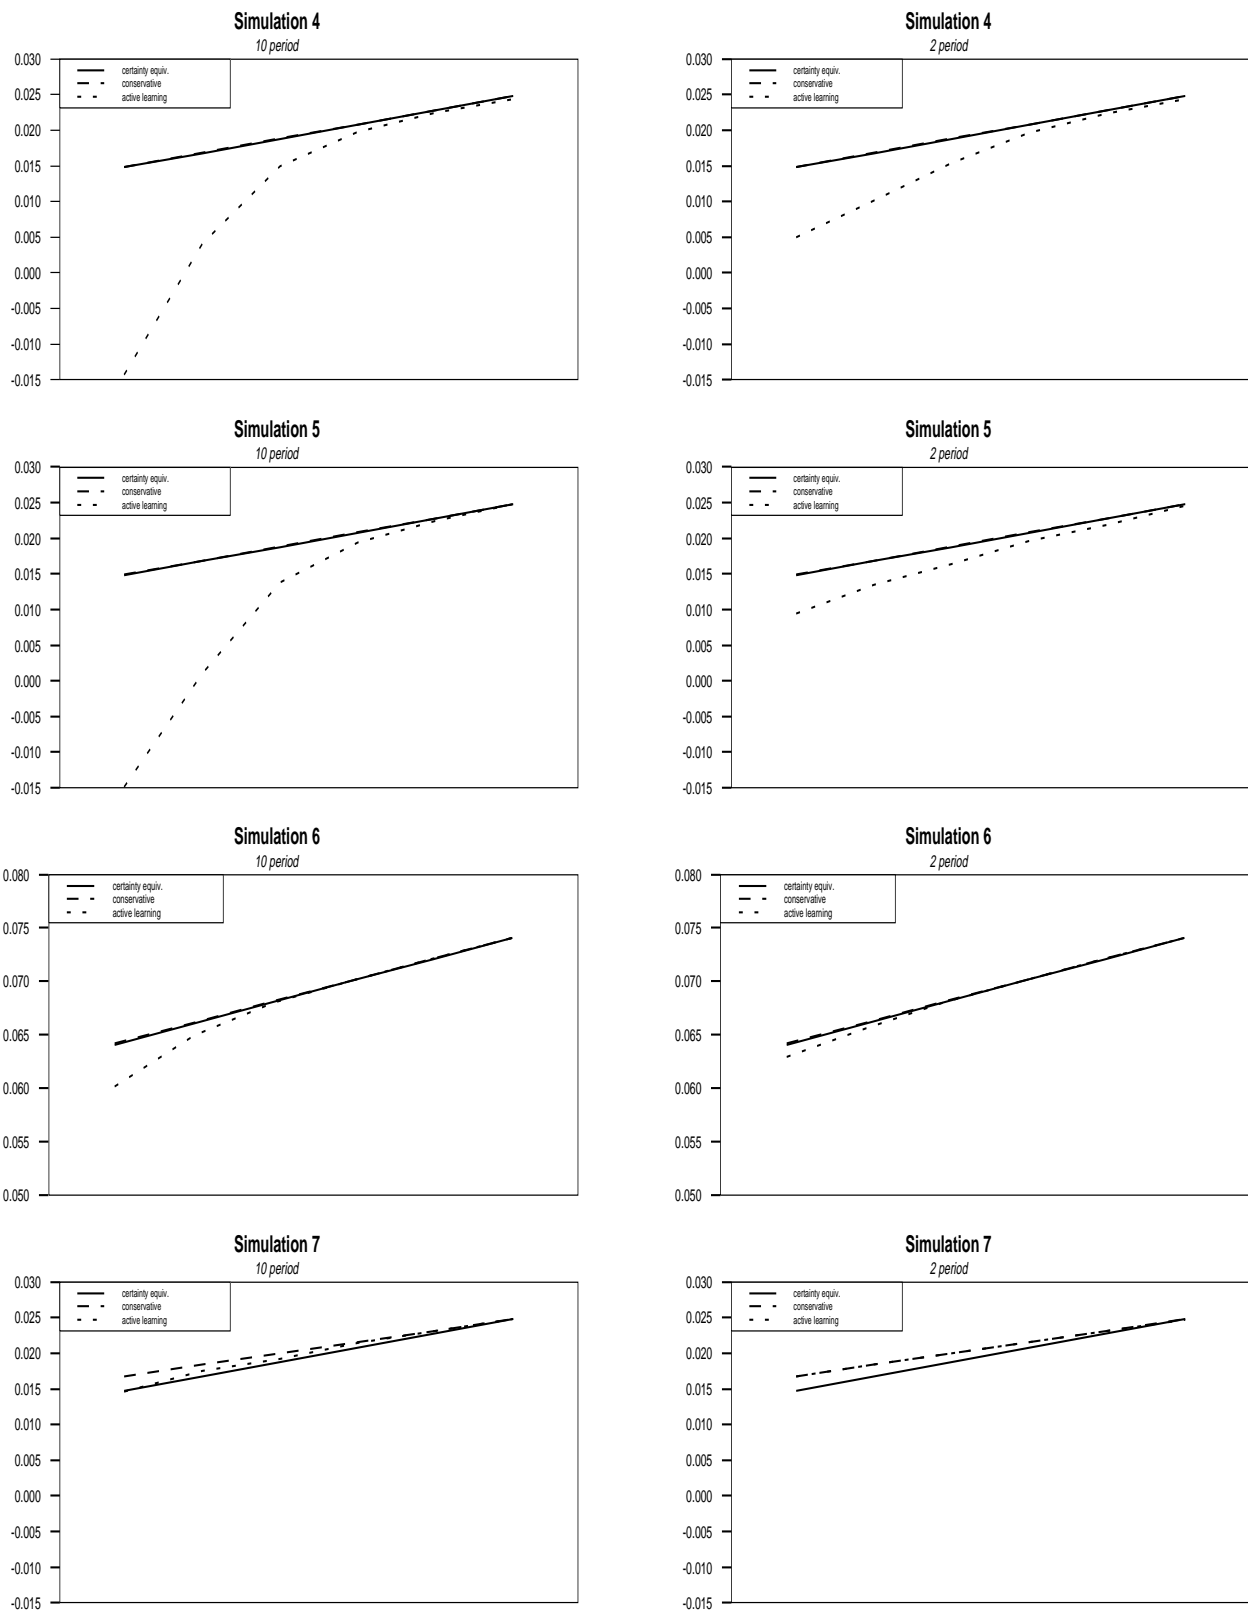 Simulation 4
10 period
0.030
0.025
0.020
0.015
0.010
0.005
0.000
-0.005
-0.010
-0.015
certainty equiv.
conservative
active learning
Simulation 4
2 period
0.030
0.025
0.020
0.015
0.010
0.005
0.000
-0.005
-0.010
-0.015
certainty equiv.
conservative
active learning
Simulation 5
10 period
0.030
0.025
0.020
0.015
0.010
0.005
0.000
-0.005
-0.010
-0.015
certainty equiv.
conservative
active learning
Simulation 5
2 period
0.030
0.025
0.020
0.015
0.010
0.005
0.000
-0.005
-0.010
-0.015
certainty equiv.
conservative
active learning
Simulation 6
10 period
0.080
0.075
0.070
0.065
0.060
0.055
0.050
certainty equiv.
conservative
active learning
Simulation 6
2 period
0.080
0.075
0.070
0.065
0.060
0.055
0.050
certainty equiv.
conservative
active learning
Simulation 7
10 period
0.030
0.025
0.020
0.015
0.010
0.005
0.000
-0.005
-0.010
-0.015
certainty equiv.
conservative
active learning
Simulation 7
2 period
0.030
0.025
0.020
0.015
0.010
0.005
0.000
-0.005
-0.010
-0.015
certainty equiv.
conservative
active learning